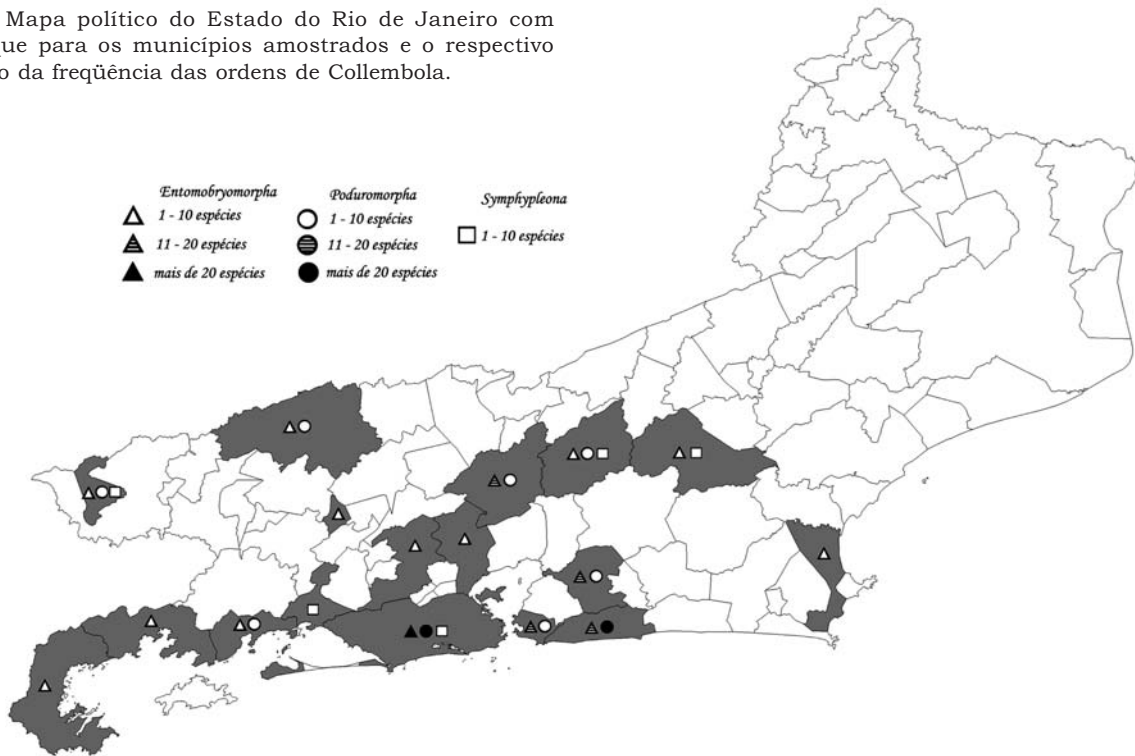 Mapa político do Estado do Rio de Janeiro com
que para os municípios amostrados e o respectivo
o da freqüência das ordens de Collembola.
Entomobryomorpha
1 - 10 espécies
11 - 20 espécies
mais de 20 espécies
Poduromorpha
1 - 10 espécies
11 - 20 espécies
mais de 20 espécies
Symphypleona
1 - 10 espécies